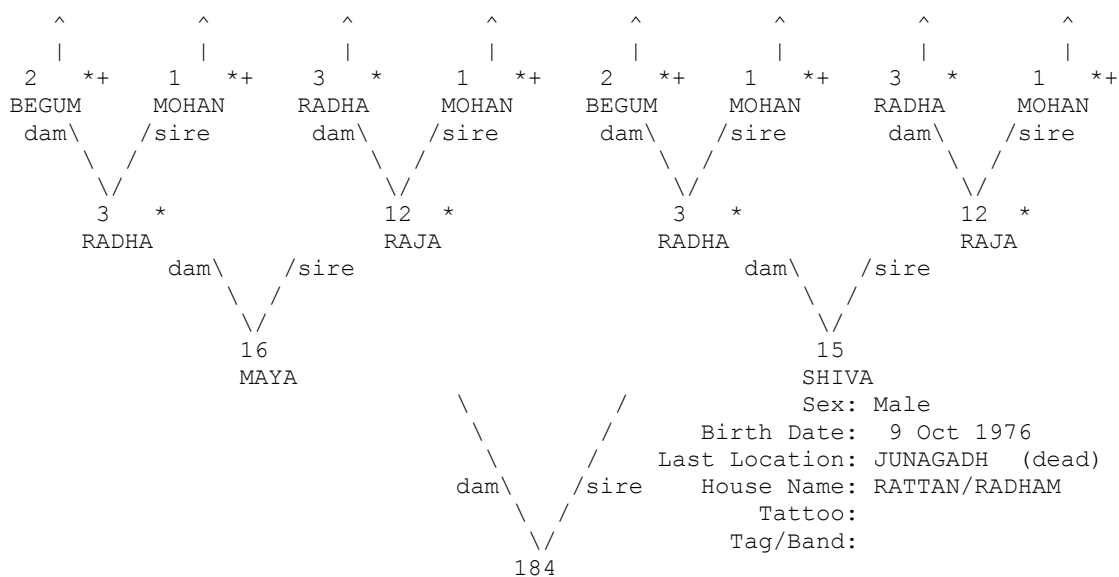 ^ ^ ^ ^ ^ ^ ^ ^
| | | | | | | |
2 *+ 1 *+ 3 * 1 *+ 2 *+ 1 *+ 3 * 1 *+
BEGUM MOHAN RADHA MOHAN BEGUM MOHAN RADHA MOHAN
dam\ /sire dam\ /sire dam\ /sire dam\ /sire
\ / \ / \ / \ /
\/ \/ \/ \/
3 * 12 * 3 * 12 *
RADHA RAJA RADHA RAJA
dam\ /sire dam\ /sire
\ / \ /
\/ \/
16 15
MAYA SHIVA
\ / Sex: Male
\ / Birth Date: 9 Oct 1976
\ / Last Location: JUNAGADH (dead)
dam\ /sire House Name: RATTAN/RADHAM
\ / Tattoo:
\/ Tag/Band:
184